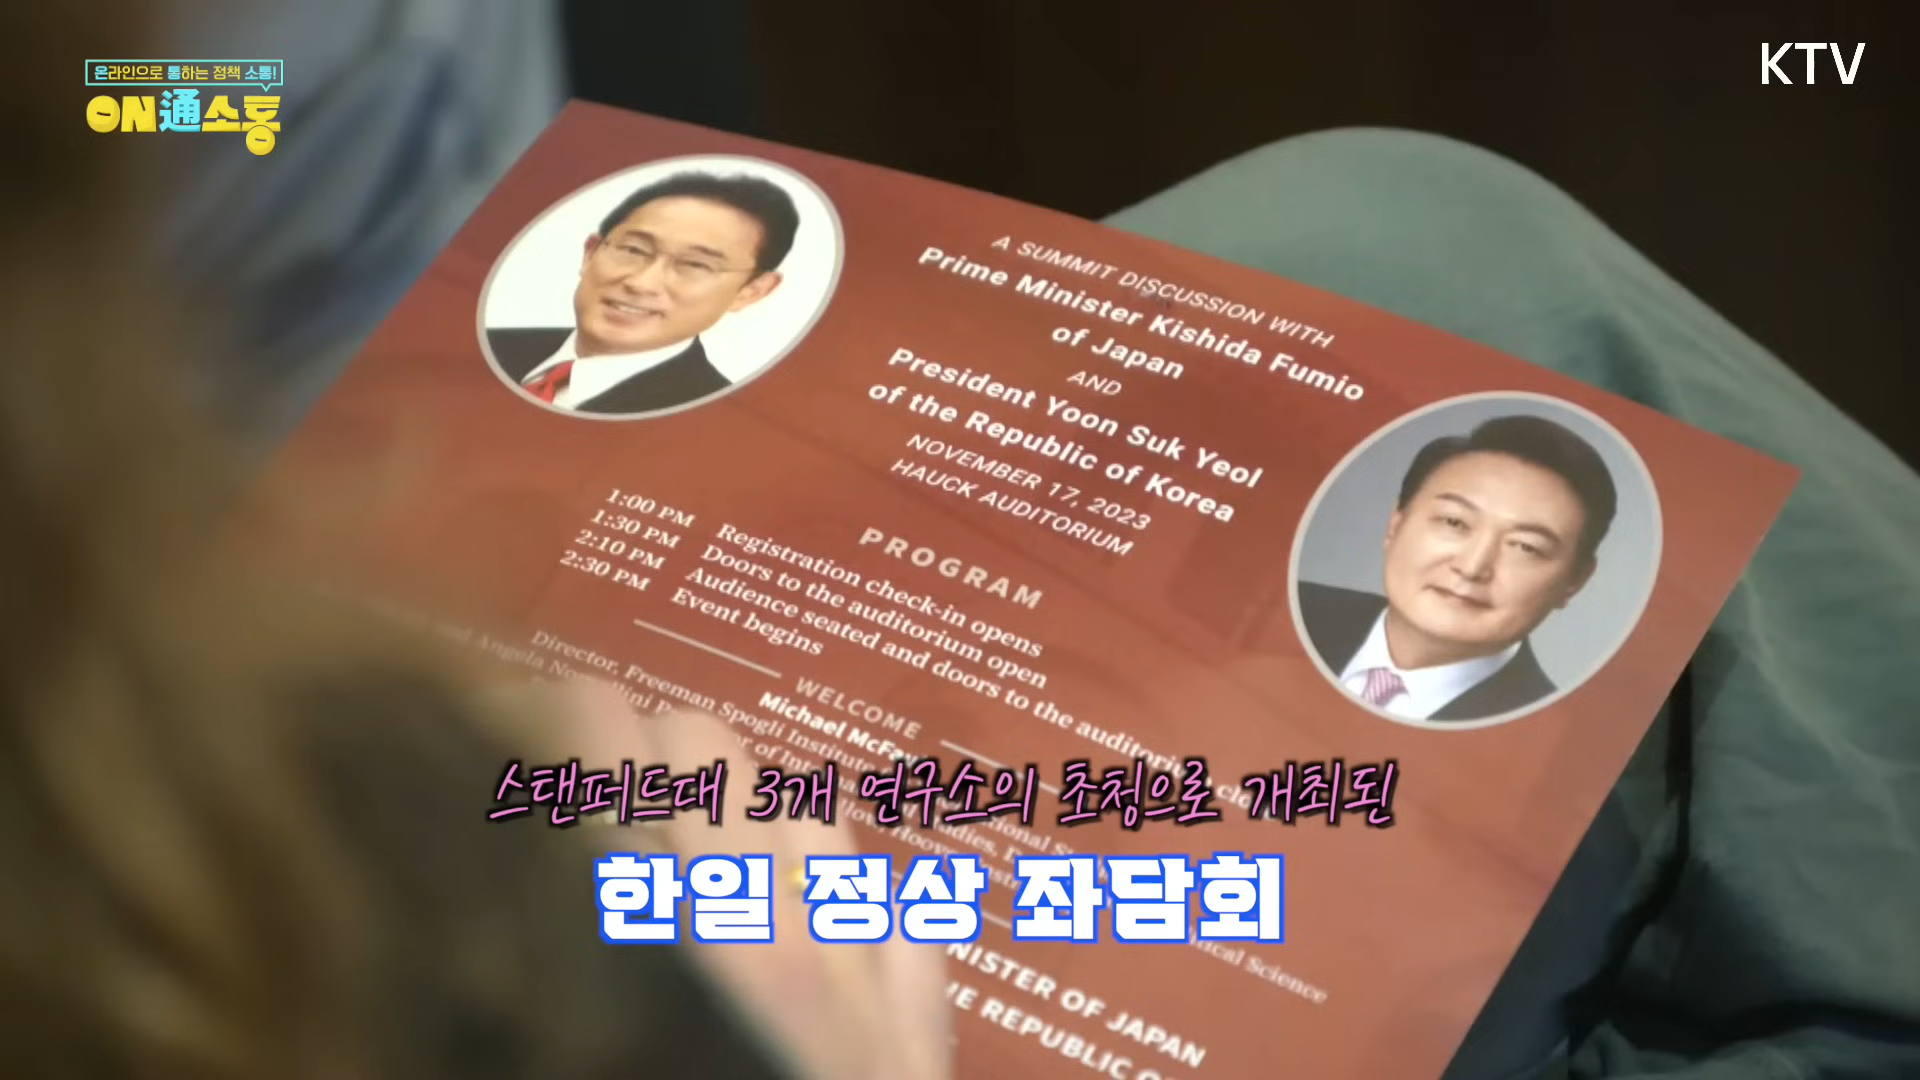 온라인으로 통하는 정책 소통!
ON通소통
KTV
A SUMMIT DISCUSSION WITH
Prime Minister Kishida Fumio
of Japan
AND
President Yoon Suk Yeol
of the Republic of Korea
NOVEMBER 17, 2023
HAUCK AUDITORIUM
PROGRAM
1:00 PM Registration check-in opens
1:30 PM Doors to the auditorium open
2:10 PM Audience seated and doors to the auditorium
2:30 PM Event begins
WELCOME
Michael
Director, Freeman Spogli Institute
and Angela
of
Hoover
Science
스탠퍼드대 3개 연구소의 초청으로 개최된
한일 정상 좌담회
OF JAPAN
REPUBLIC